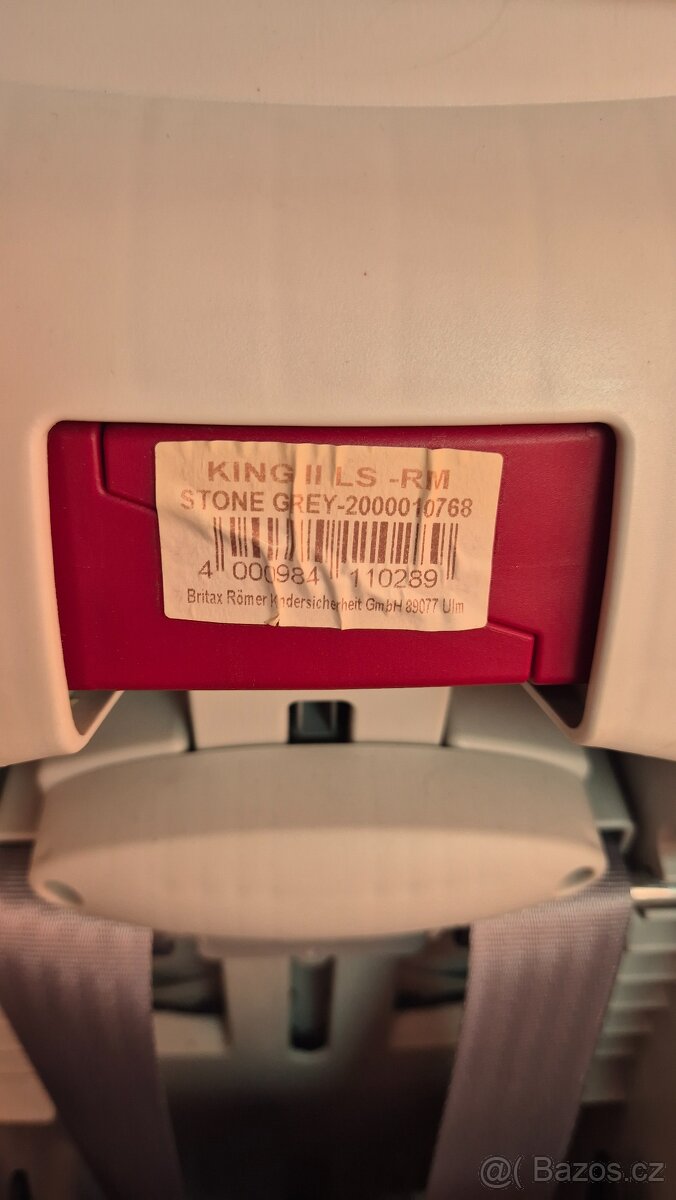 KING II LS -RM
STONE GREY-2000010768
4 000984 110289
Britax Römer Kindersicherheit GmbH 89077 Ulm
@( Bazos.cz